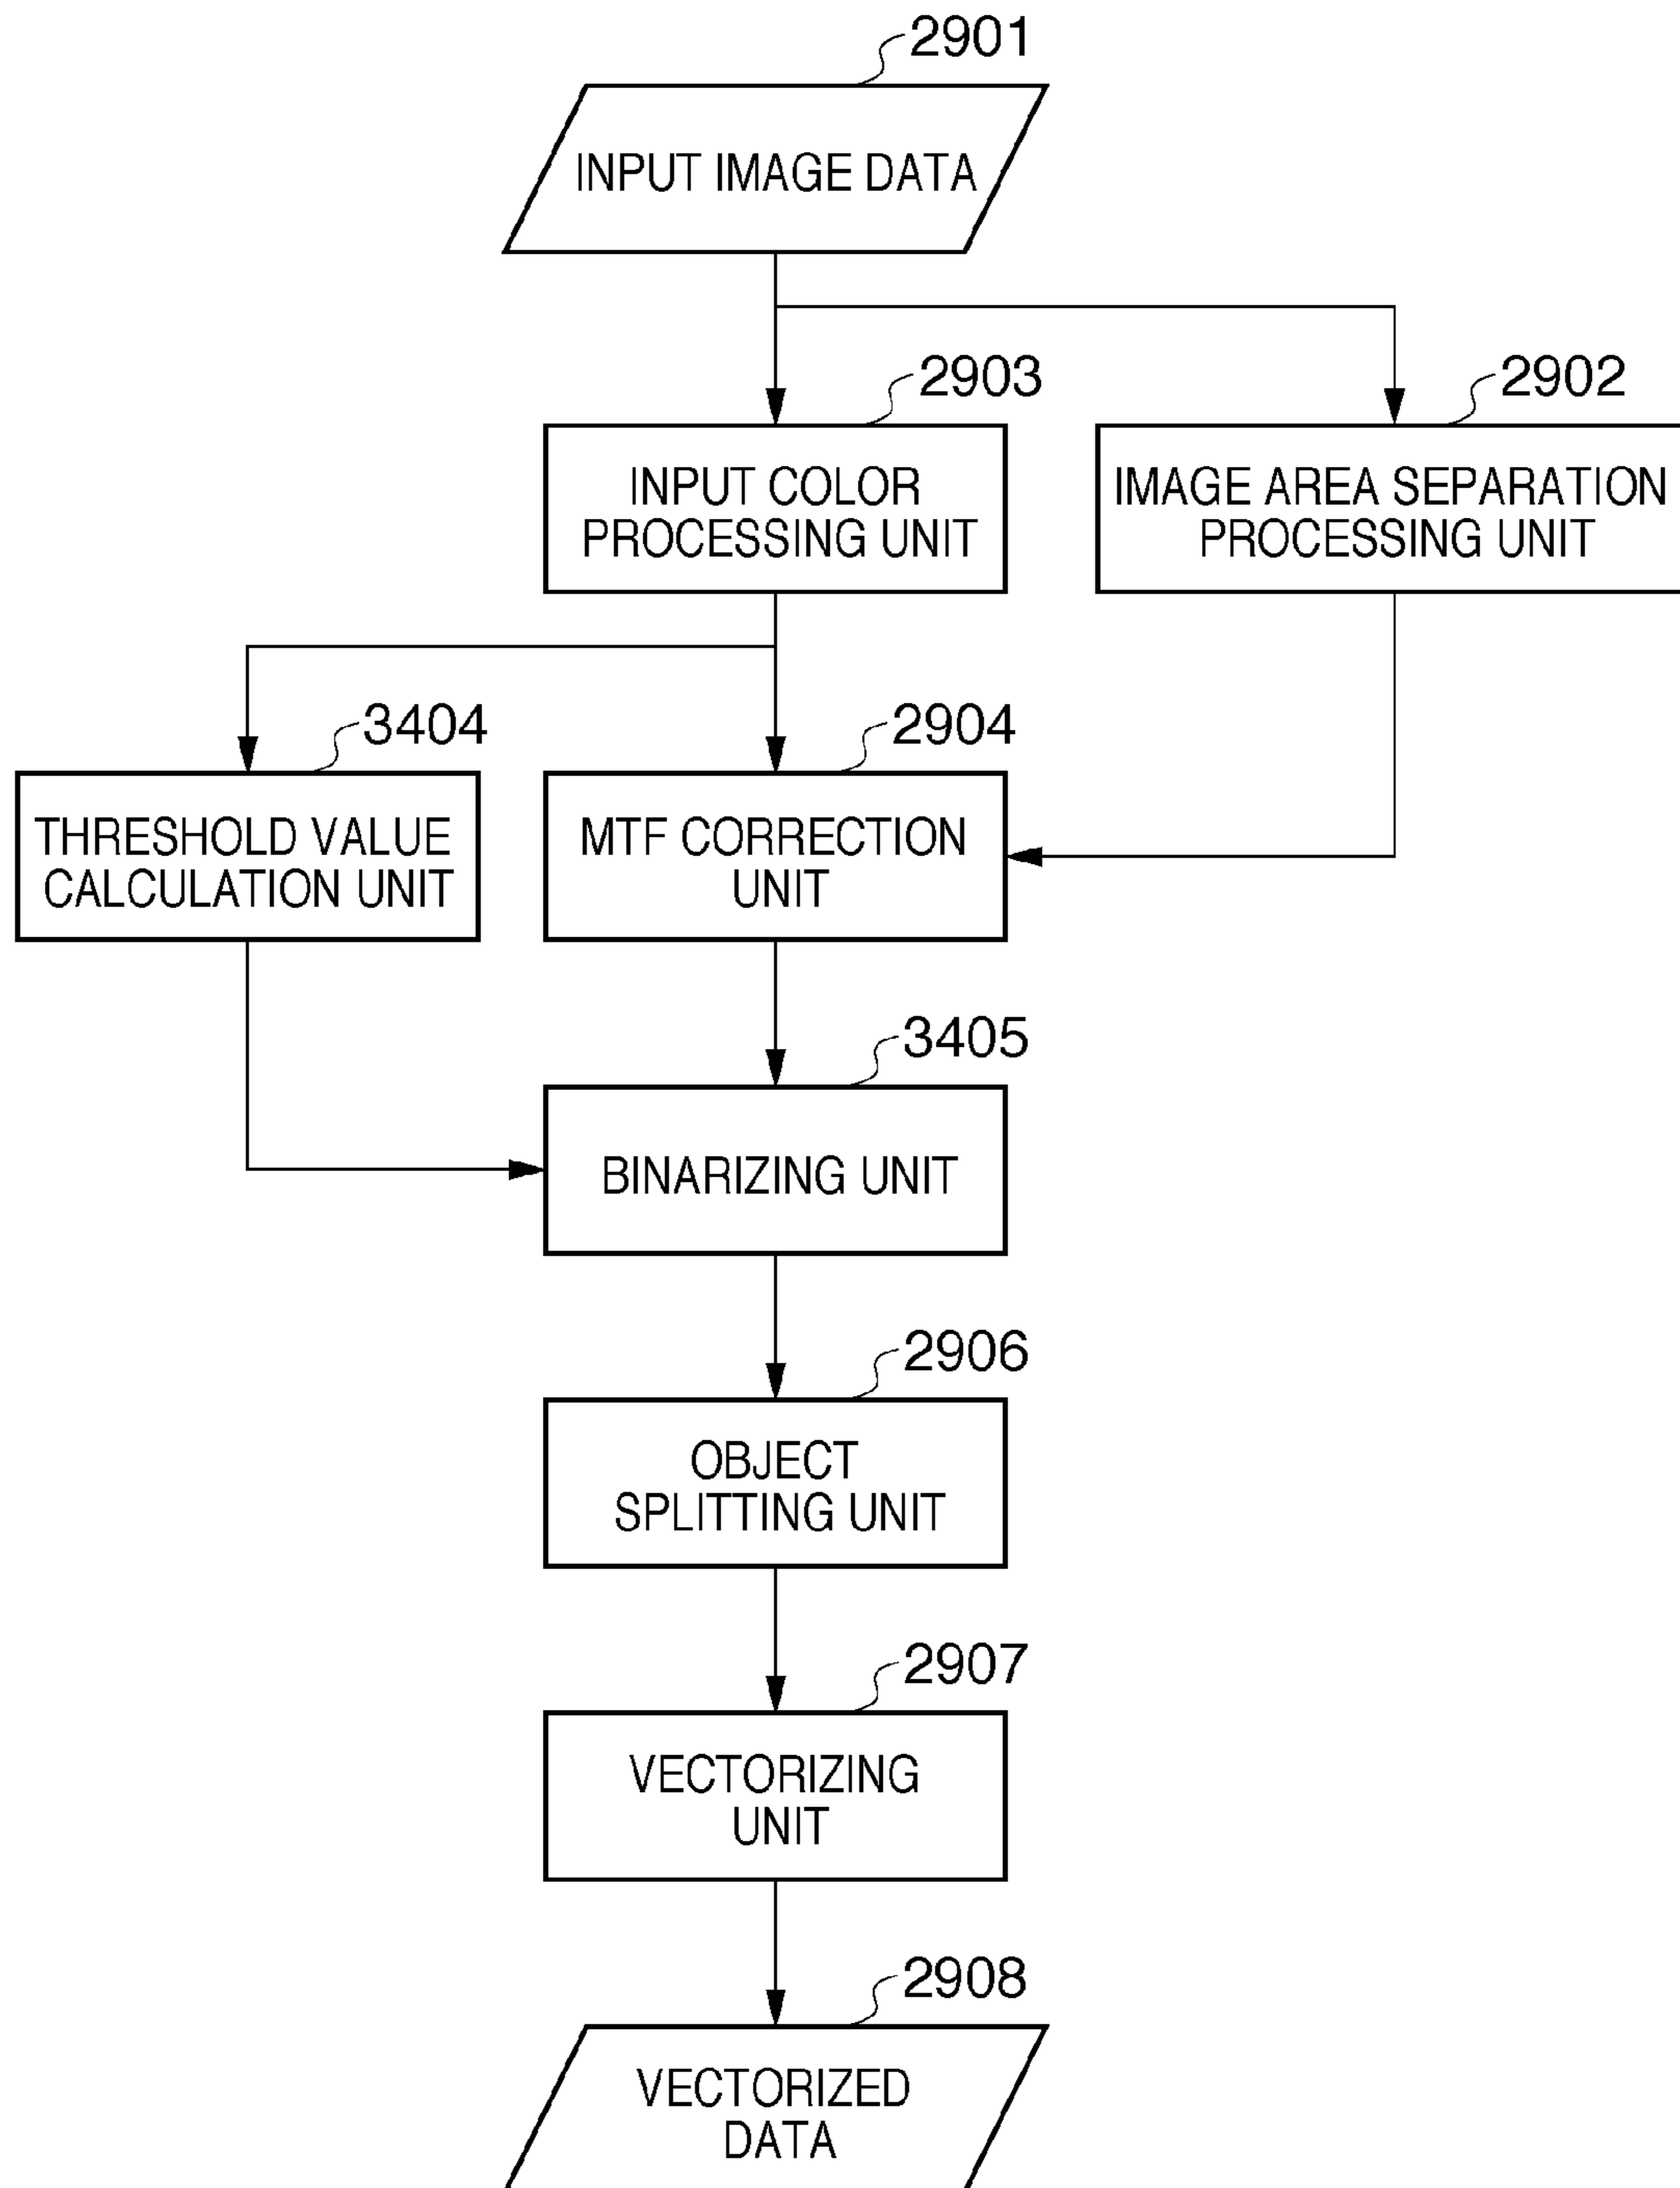 2901
INPUT IMAGE DATA
2903
2902
INPUT COLOR
PROCESSING UNIT
IMAGE AREA SEPARATION
PROCESSING UNIT
3404
2904
THRESHOLD VALUE
CALCULATION UNIT
MTF CORRECTION
UNIT
3405
BINARIZING UNIT
2906
OBJECT
SPLITTING UNIT
2907
VECTORIZING
UNIT
2908
VECTORIZED
DATA